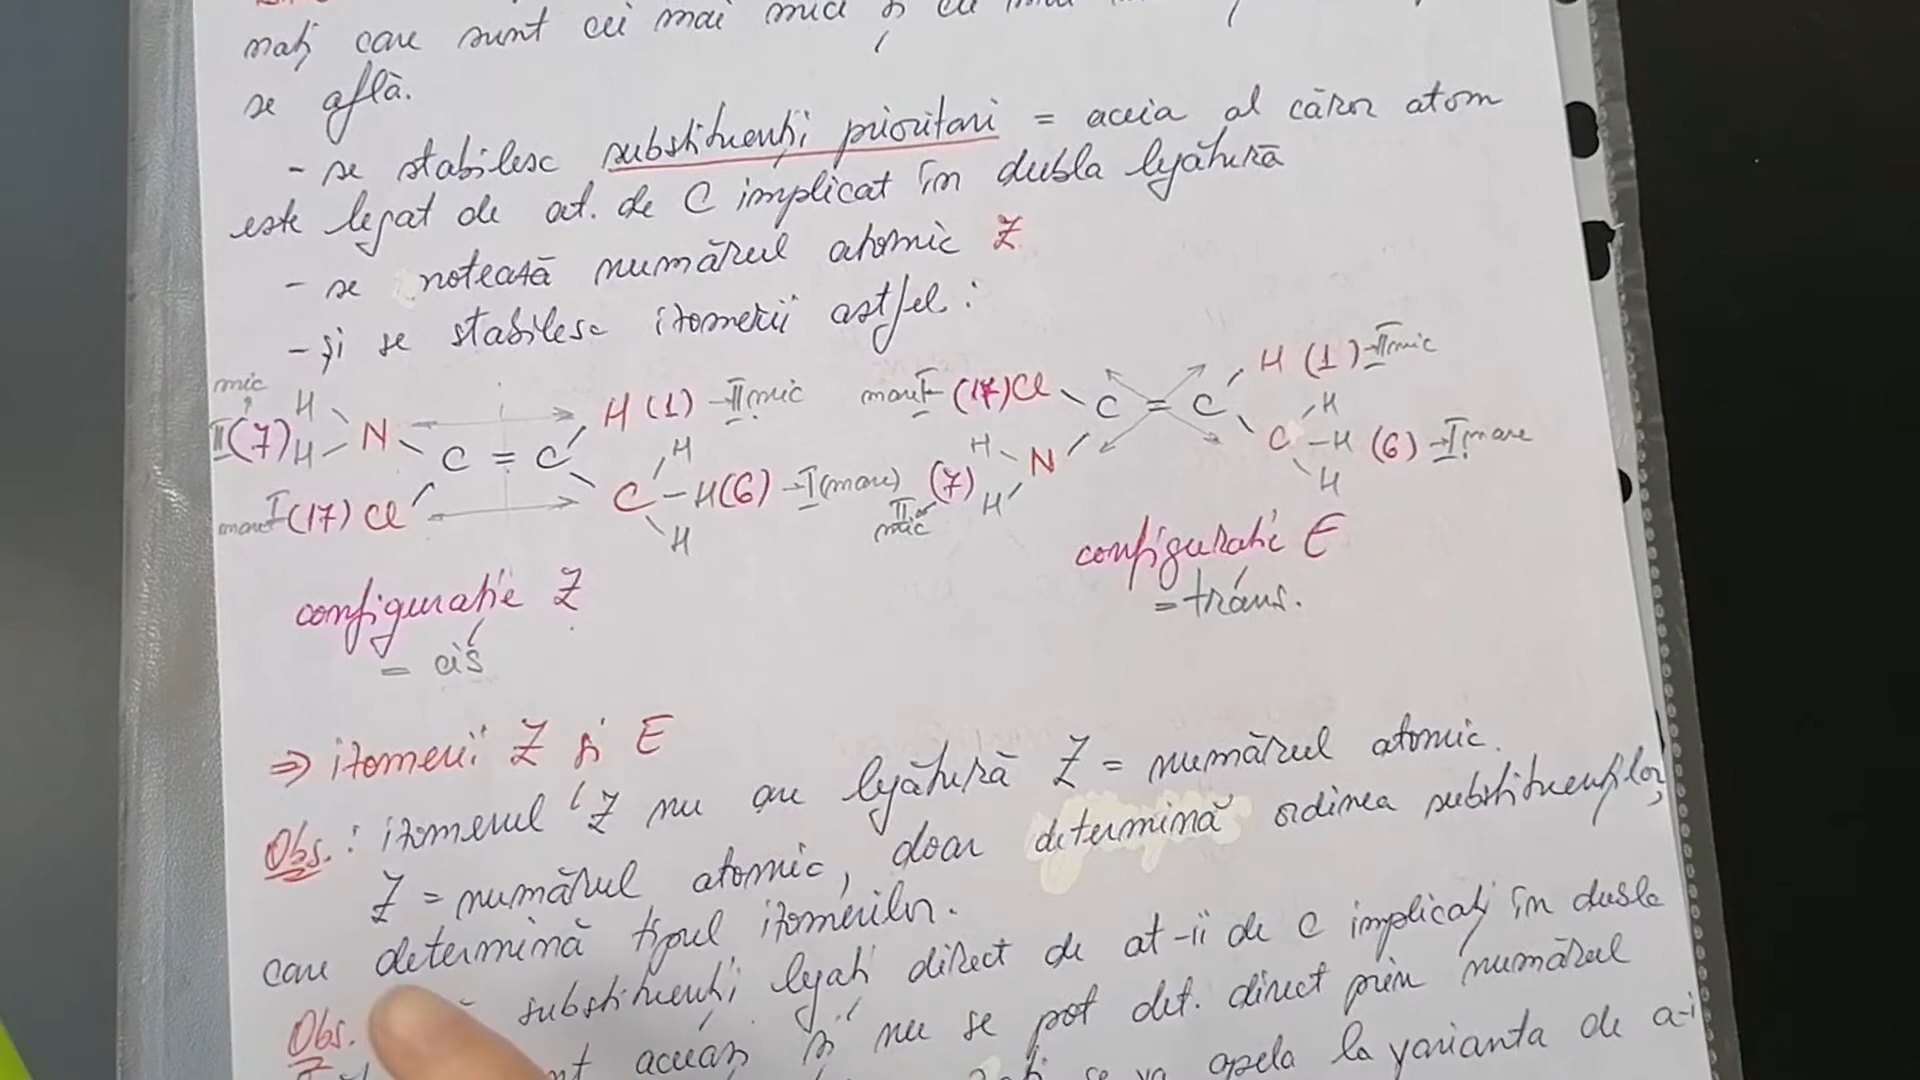 mați care sunt cei mai mici și cu
se află.
- se stabilesc substituenți prioritari = aceia al căror atom
este legat de at. de C implicat în dubla legătură
- se notează numărul atomic Z
- și se stabilesc izomerii astfel:
mic
II (7) H H N C = C H (1) - II mic
mare I (17) Cl C H H H (6) - I (mare)
configurație Z
= cis
mare I (17) Cl C = C H (1) - II mic
II mic (7) H H N C H H H (6) - I mare
configurație E
= trans.
⇒ izomerii Z și E
Obs.: izomerul Z nu are legătură Z = numărul atomic.
Z = numărul atomic, doar determină ordinea substituenților,
care determină tipul izomerilor.
Obs. substituenți legați direct de at-ii de C implicați în dubla
acuași și nu se pot det. direct prin numărul
se va apela la varianta de a-i